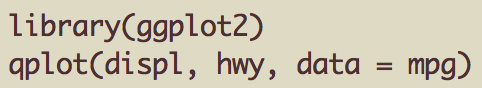 library(ggplot2)
qplot(displ, hwy, data = mpg)